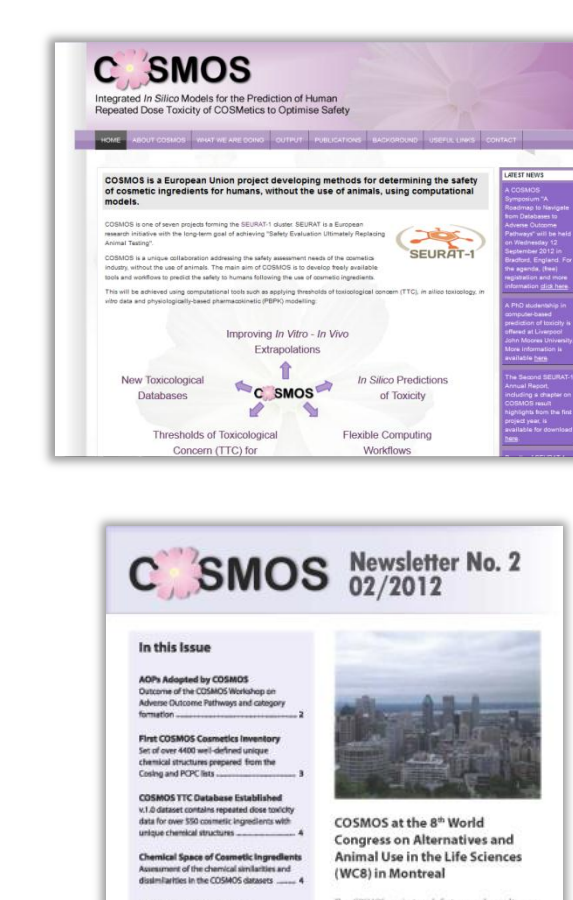 COSMOS
Integrated In Silico Models for the Prediction of Human
Repeated Dose Toxicity of COSMetics to Optimise Safety
HOME ABOUT COSMOS WHAT WE ARE DOING OUTPUT PUBLICATIONS BACKGROUND USEFUL LINKS CONTACT
COSMOS is a European Union project developing methods for determining the safety
of cosmetic ingredients for humans, without the use of animals, using computational
models.
COSMOS is one of seven projects forming the SEURAT-1 cluster. SEURAT is a European
research initiative with the long-term goal of achieving "Safety Evaluation Ultimately Replacing
Animal Testing".
COSMOS is a unique collaboration addressing the safety assessment needs of the cosmetics
industry, without the use of animals. The main aim of COSMOS is to develop freely available
tools and workflows to predict the safety to humans following the use of cosmetic ingredients.
This will be achieved using computational tools such as applying thresholds of toxicological concern (TTC), in silico toxicology, in
vitro data and physiologically-based pharmacokinetic (PBPK) modelling:
SEURAT-1
Improving In Vitro - In Vivo
Extrapolations
New Toxicological
Databases
COSMOS
In Silico Predictions
of Toxicity
Thresholds of Toxicological
Concern (TTC) for
Flexible Computing
Workflows
LATEST NEWS
A COSMOS
Symposium "A
Roadmap to Navigate
from Databases to
Adverse Outcome
Pathways" will be held
on Wednesday 12
September 2012 in
Bradford, England. For
the agenda, (free)
registration and more
information click here.
A PhD studentship in
computer-based
prediction of toxicity is
offered at Liverpool
John Moores University.
More information is
available here.
The Second SEURAT-1
Annual Report,
including a chapter on
COSMOS result
highlights from the first
project year, is
available for download
here.
COSMOS Newsletter No. 2
02/2012
In this Issue
AOPs Adopted by COSMOS
Outcome of the COSMOS Workshop on
Adverse Outcome Pathways and category
formation 2
First COSMOS Cosmetics Inventory
Set of over 4400 well-defined unique
chemical structures prepared from the
Cosing and PCPC lists 3
COSMOS TTC Database Established
v.1.0 dataset contains repeated dose toxicity
data for over 550 cosmetic ingredients with
unique chemical structures 4
Chemical Space of Cosmetic Ingredients
Assessment of the chemical similarities and
dissimilarities in the COSMOS datasets 4
COSMOS at the 8th World
Congress on Alternatives and
Animal Use in the Life Sciences
(WC8) in Montreal